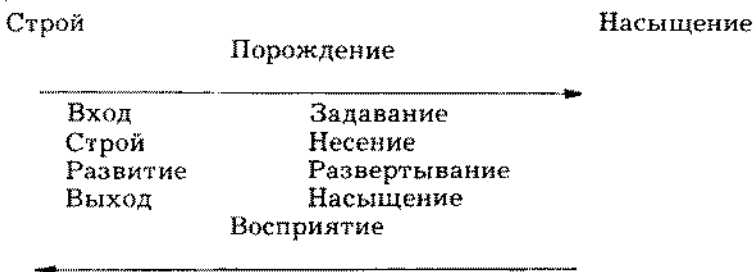 Строй Насыщение
Порождение
Вход Задавание
Строй Несение
Развитие Развертывание
Выход Насыщение
Восприятие